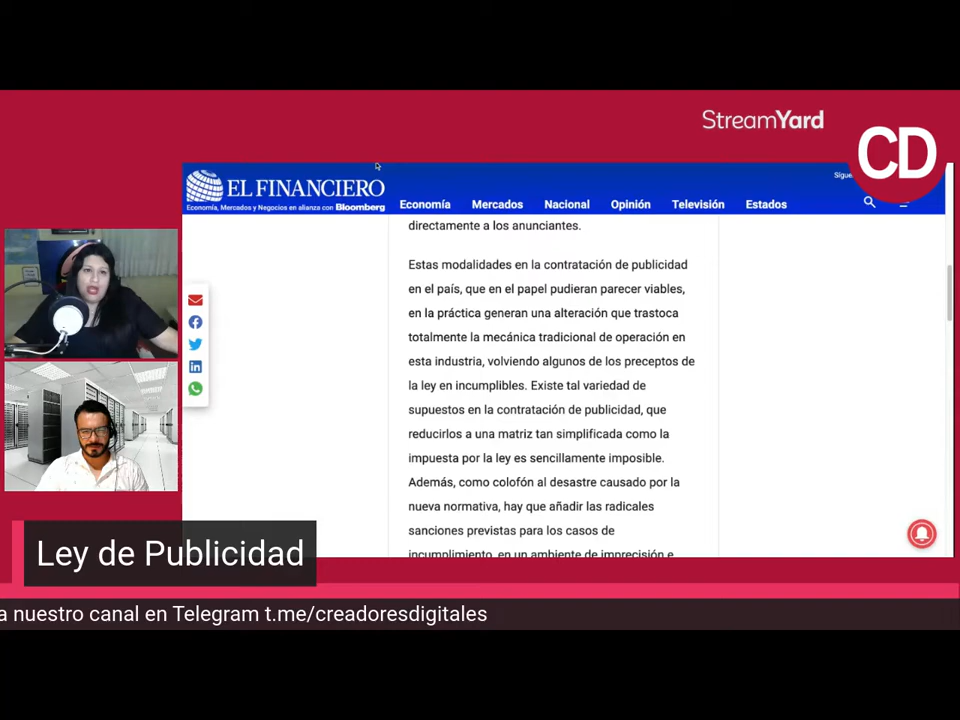 StreamYard
CD
EL FINANCIERO
Economía, Mercados y Negocios en alianza con Bloomberg
Economía Mercados Nacional Opinión Televisión Estados
directamente a los anunciantes.
Estas modalidades en la contratación de publicidad
en el país, que en el papel pudieran parecer viables,
en la práctica generan una alteración que trastoca
totalmente la mecánica tradicional de operación en
esta industria, volviendo algunos de los preceptos de
la ley en incumplibles. Existe tal variedad de
supuestos en la contratación de publicidad, que
reducirlos a una matriz tan simplificada como la
impuesta por la ley es sencillamente imposible.
Además, como colofón al desastre causado por la
nueva normativa, hay que añadir las radicales
sanciones previstas para los casos de
incumplimiento, en un ambiente de imprecisión e
Ley de Publicidad
a nuestro canal en Telegram t.me/creadoresdigitales